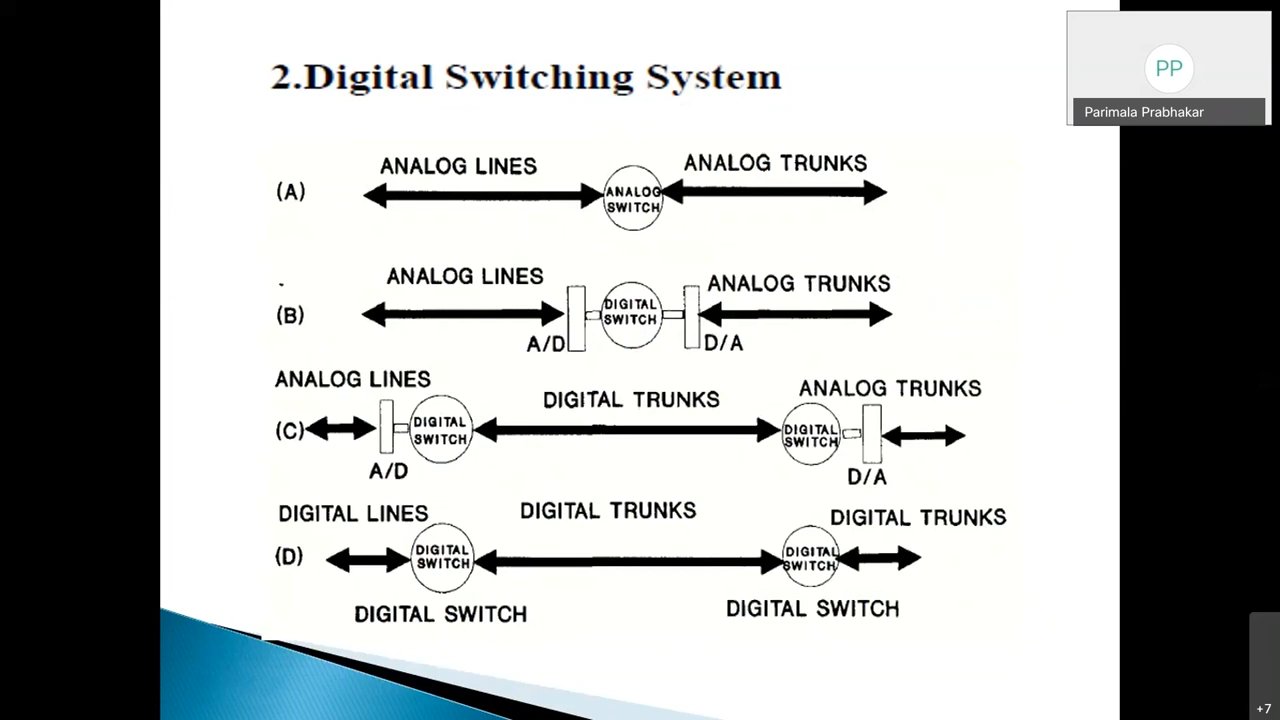 2.Digital Switching System
PP
Parimala Prabhakar
(A)
ANALOG LINES
ANALOG
SWITCH
ANALOG TRUNKS
(B)
ANALOG LINES
A/D
DIGITAL
SWITCH
D/A
ANALOG TRUNKS
(C)
ANALOG LINES
A/D
DIGITAL
SWITCH
DIGITAL TRUNKS
DIGITAL
SWITCH
D/A
ANALOG TRUNKS
(D)
DIGITAL LINES
DIGITAL
SWITCH
DIGITAL SWITCH
DIGITAL TRUNKS
DIGITAL
SWITCH
DIGITAL SWITCH
DIGITAL TRUNKS
+7